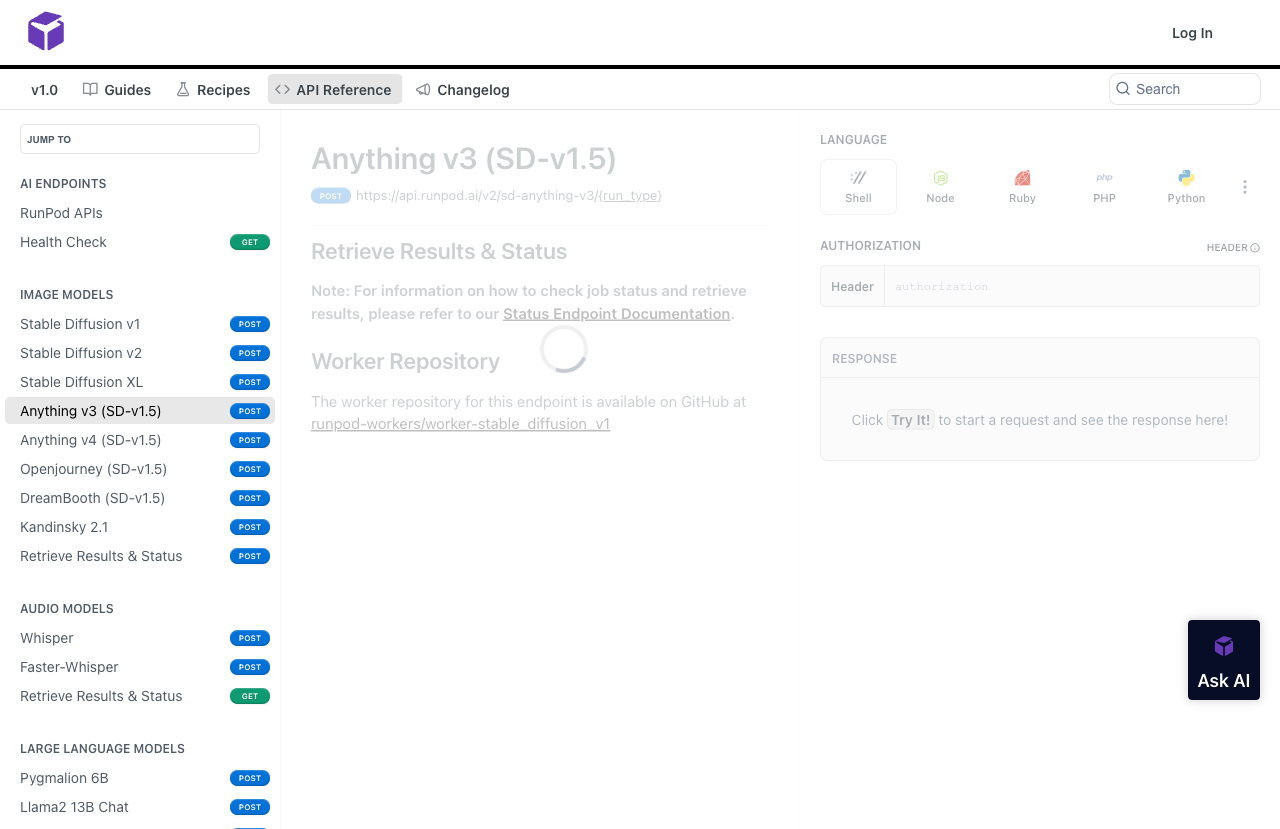 Log In
v1.0
Guides
Recipes
API Reference
Changelog
Search
JUMP TO
AI ENDPOINTS
RunPod APIs
Health Check GET
IMAGE MODELS
Stable Diffusion v1 POST
Stable Diffusion v2 POST
Stable Diffusion XL POST
Anything v3 (SD-v1.5) POST
Anything v4 (SD-v1.5) POST
Openjourney (SD-v1.5) POST
DreamBooth (SD-v1.5) POST
Kandinsky 2.1 POST
Retrieve Results & Status POST
AUDIO MODELS
Whisper POST
Faster-Whisper POST
Retrieve Results & Status GET
LARGE LANGUAGE MODELS
Pygmalion 6B POST
Llama2 13B Chat POST
Anything v3 (SD-v1.5)
POST https://api.runpod.ai/v2/sd-anything-v3/{run_type}
Retrieve Results & Status
Note: For information on how to check job status and retrieve
results, please refer to our Status Endpoint Documentation.
Worker Repository
The worker repository for this endpoint is available on GitHub at
runpod-workers/worker-stable_diffusion_v1
LANGUAGE
Shell
Node
Ruby
PHP
Python
AUTHORIZATION
HEADER
Header authorization
RESPONSE
Click Try It! to start a request and see the response here!
Ask AI